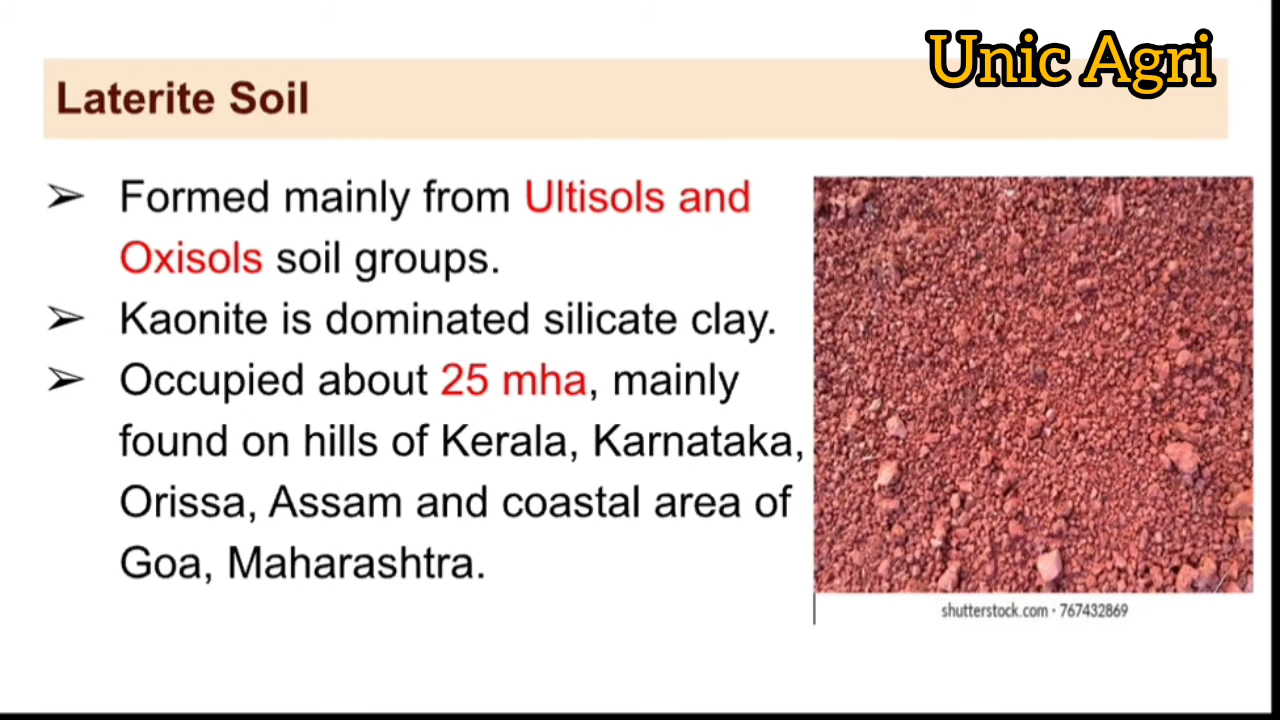 Unic Agri
Laterite Soil
➢ Formed mainly from Ultisols and
Oxisols soil groups.
➢ Kaonite is dominated silicate clay.
➢ Occupied about 25 mha, mainly
found on hills of Kerala, Karnataka,
Orissa, Assam and coastal area of
Goa, Maharashtra.
shutterstock.com · 767432869